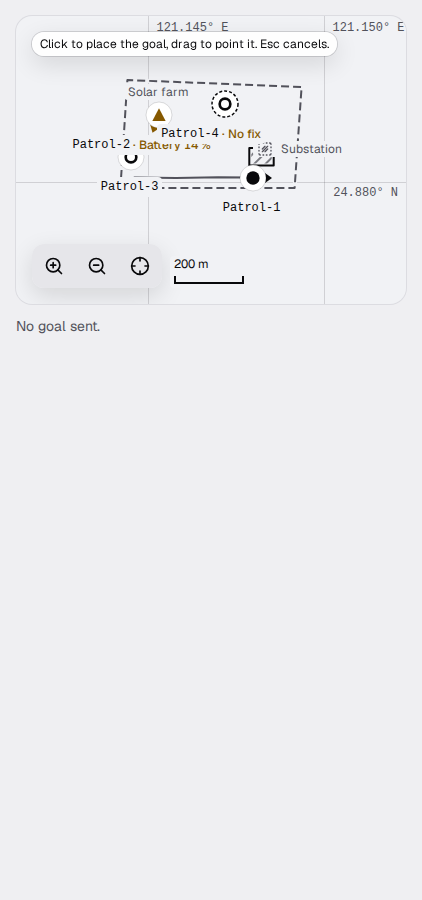 121.145° E
121.150° E
Click to place the goal, drag to point it. Esc cancels.
Solar farm
Patrol-4 · No fix
Patrol-2 · Battery 14 %
Substation
Patrol-3
24.880° N
Patrol-1
200 m
No goal sent.